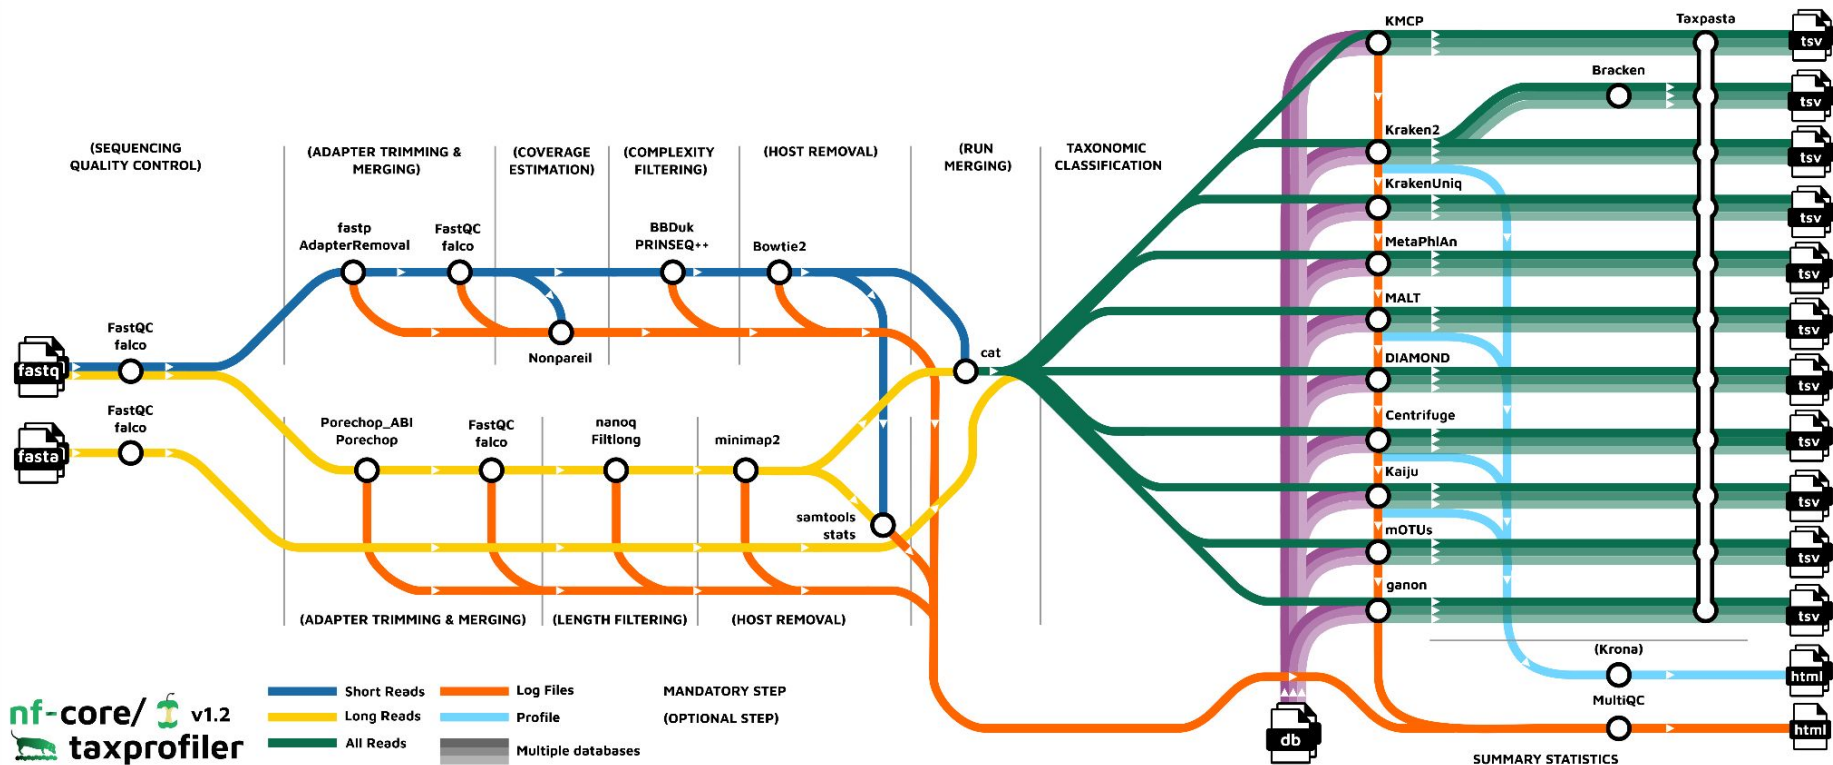 (SEQUENCING
QUALITY CONTROL)
(ADAPTER TRIMMING &
MERGING)
(COVERAGE
ESTIMATION)
(COMPLEXITY
FILTERING)
(HOST REMOVAL)
(RUN
MERGING)
TAXONOMIC
CLASSIFICATION
fastq
FastQC
falco
fasta
FastQC
falco
fastp
AdapterRemoval
FastQC
falco
Nonpareil
BBDuk
PRINSEQ++
Bowtie2
Porechop_ABI
Porechop
FastQC
falco
nanoq
Filtlong
minimap2
samtools
stats
cat
(ADAPTER TRIMMING & MERGING)
(LENGTH FILTERING)
(HOST REMOVAL)
KMCP
Taxpasta
tsv
Bracken
tsv
Kraken2
tsv
KrakenUniq
tsv
MetaPhlAn
tsv
MALT
tsv
DIAMOND
tsv
Centrifuge
tsv
Kaiju
tsv
mOTUs
tsv
ganon
tsv
(Krona)
html
MultiQC
html
db
SUMMARY STATISTICS
nf-core/ v1.2
taxprofiler
Short Reads
Long Reads
All Reads
Log Files
Profile
Multiple databases
MANDATORY STEP
(OPTIONAL STEP)